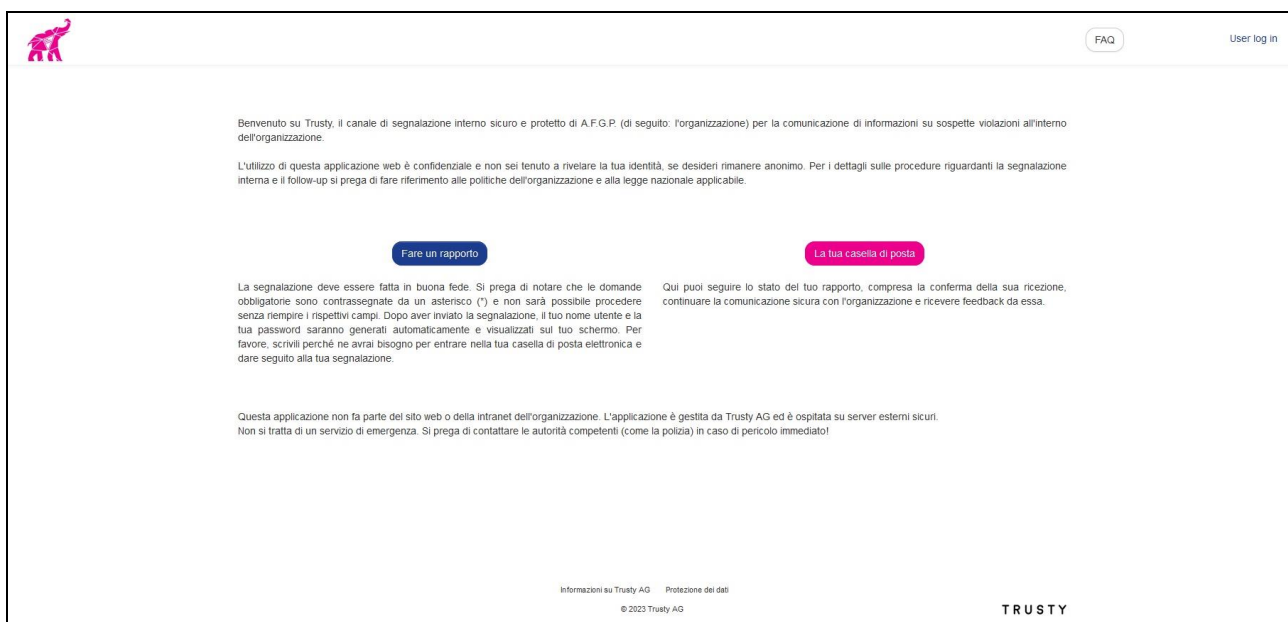 FAQ
User log in
Benvenuto su Trusty, il canale di segnalazione interno sicuro e protetto di A.F.G.P. (di seguito: l'organizzazione) per la comunicazione di informazioni su sospette violazioni all'interno
dell'organizzazione.
L'utilizzo di questa applicazione web è confidenziale e non sei tenuto a rivelare la tua identità, se desideri rimanere anonimo. Per i dettagli sulle procedure riguardanti la segnalazione
interna e il follow-up si prega di fare riferimento alle politiche dell'organizzazione e alla legge nazionale applicabile.
Fare un rapporto
La segnalazione deve essere fatta in buona fede. Si prega di notare che le domande
obbligatorie sono contrassegnate da un asterisco (*) e non sarà possibile procedere
senza riempire i rispettivi campi. Dopo aver inviato la segnalazione, il tuo nome utente e la
tua password saranno generati automaticamente e visualizzati sul tuo schermo. Per
favore, scrivili perché ne avrai bisogno per entrare nella tua casella di posta elettronica e
dare seguito alla tua segnalazione.
La tua casella di posta
Qui puoi seguire lo stato del tuo rapporto, compresa la conferma della sua ricezione,
continuare la comunicazione sicura con l'organizzazione e ricevere feedback da essa.
Questa applicazione non fa parte del sito web o della intranet dell'organizzazione. L'applicazione è gestita da Trusty AG ed è ospitata su server esterni sicuri.
Non si tratta di un servizio di emergenza. Si prega di contattare le autorità competenti (come la polizia) in caso di pericolo immediato!
Informazioni su Trusty AG Protezione dei dati
© 2023 Trusty AG
TRUSTY